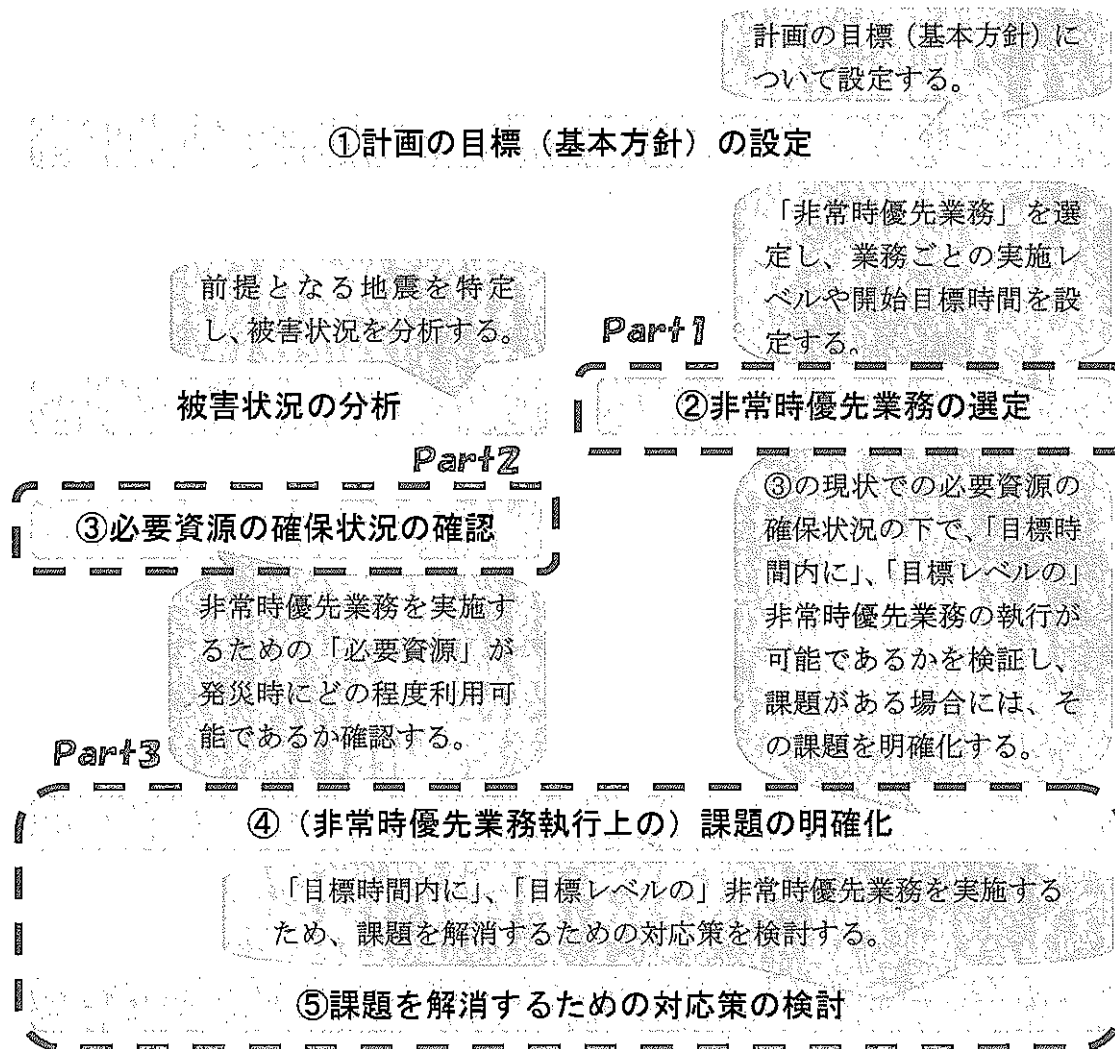 計画の目標（基本方針）に
ついて設定する。
①計画の目標（基本方針）の設定
「非常時優先業務」を選
定し、業務ごとの実施レ
ベルや開始目標時間を設
定する。
前提となる地震を特定
し、被害状況を分析する。
Part1
被害状況の分析
②非常時優先業務の選定
Part2
③必要資源の確保状況の確認
③の現状での必要資源の
確保状況の下で、「目標時
間内に」、「目標レベルの」
非常時優先業務の執行が
可能であるかを検証し、
課題がある場合には、そ
の課題を明確化する。
非常時優先業務を実施す
るための「必要資源」が
発災時にどの程度利用可
能であるか確認する。
Part3
④（非常時優先業務執行上の）課題の明確化
「目標時間内に」、「目標レベルの」非常時優先業務を実施する
ため、課題を解消するための対応策を検討する。
⑤課題を解消するための対応策の検討